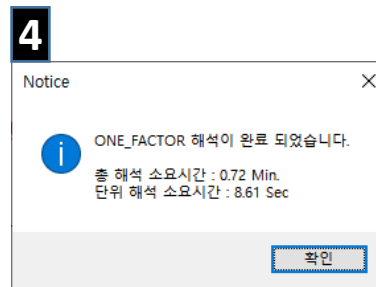 4
Notice
ONE_FACTOR 해석이 완료 되었습니다.
총 해석 소요시간 : 0.72 Min.
단위 해석 소요시간 : 8.61 Sec
확인